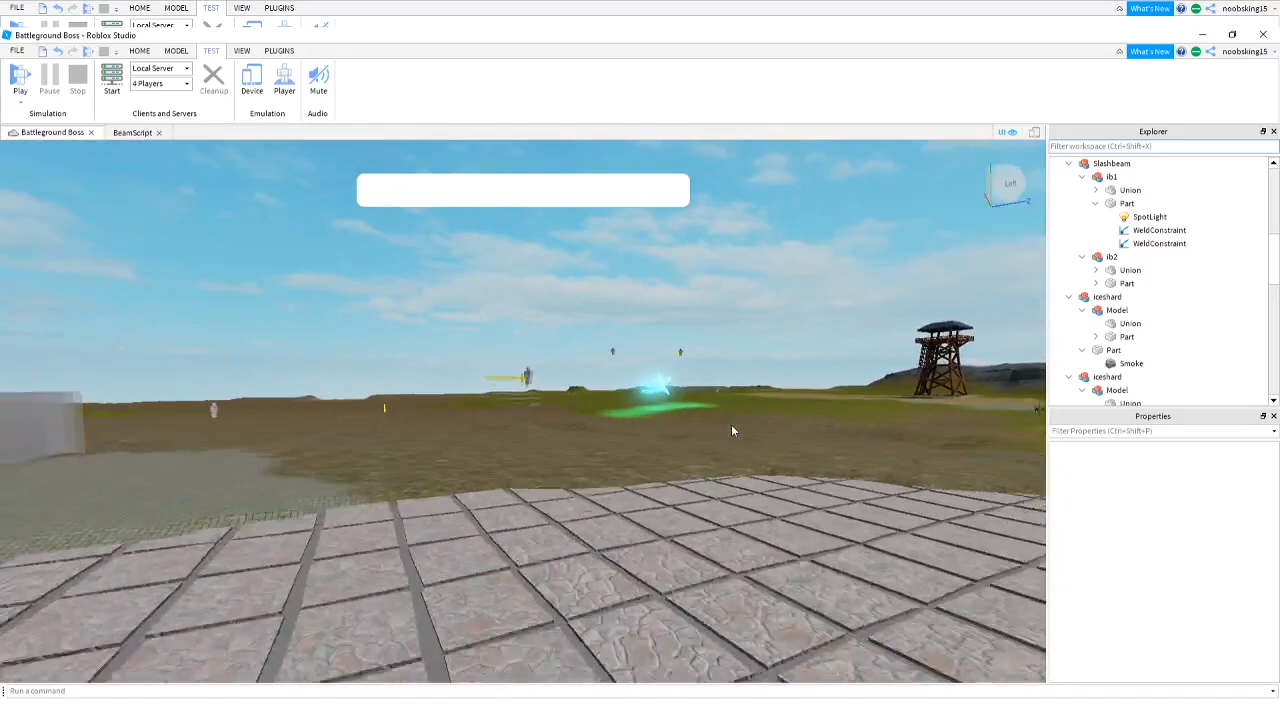 FILE HOME MODEL TEST VIEW PLUGINS What's New noobsking15
Local Server
Battleground Boss - Roblox Studio
FILE HOME MODEL TEST VIEW PLUGINS What's New noobsking15
Local Server
4 Players
Play Pause Stop Start Cleanup Device Player Mute
Simulation Clients and Servers Emulation Audio
Battleground Boss BeamScript UI Explorer
Filter workspace (Ctrl+Shift+X)
Slashbeam
ib1
Union
Part
SpotLight
WeldConstraint
WeldConstraint
ib2
Union
Part
iceshard
Model
Union
Part
Part
Smoke
iceshard
Model
Union
Left
Z
Properties
Filter Properties (Ctrl+Shift+P)
Run a command